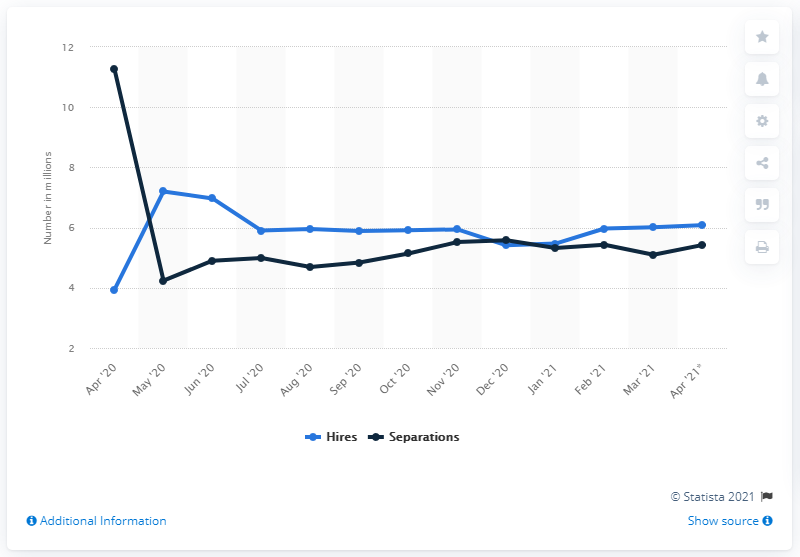 12
10
8
6
4
2
Number in millions
Apr '20
May '20
Jun '20
Jul '20
Aug '20
Sep '20
Oct '20
Nov '20
Dec '20
Jan '21
Feb '21
Mar '21
Apr '21*
Hires
Separations
© Statista 2021
Additional Information
Show source